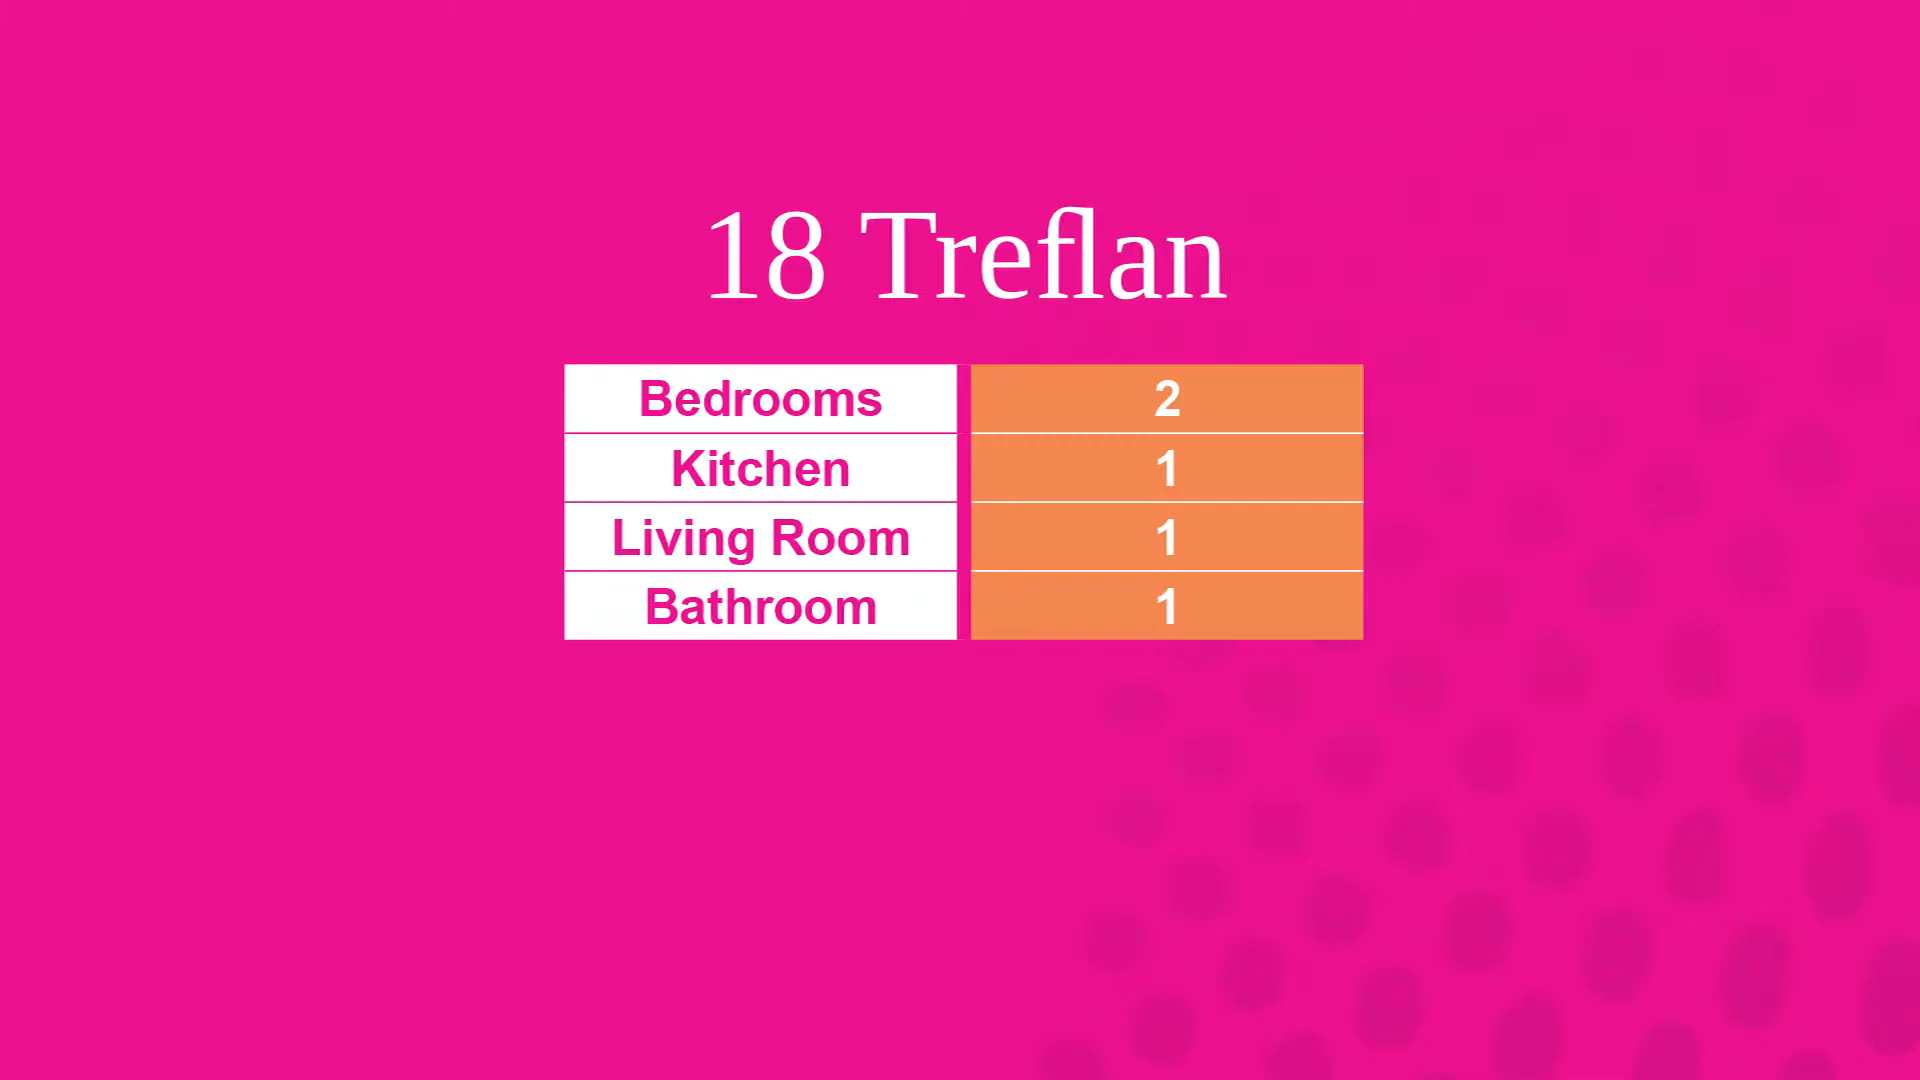 18 Treflan
Bedrooms 2
Kitchen 1
Living Room 1
Bathroom 1